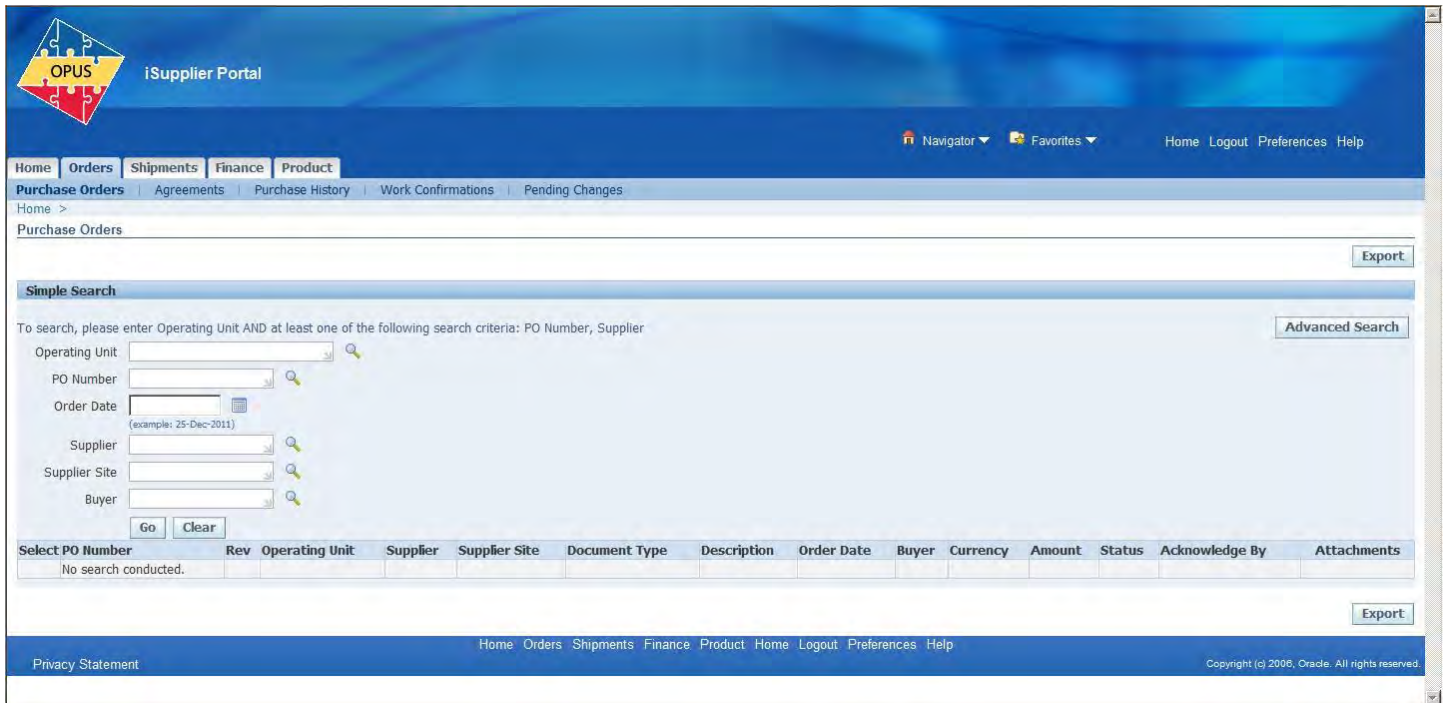 OPUS
iSupplier Portal
Navigator Favorites Home Logout Preferences Help
Home Orders Shipments Finance Product
Purchase Orders | Agreements | Purchase History | Work Confirmations | Pending Changes
Home >
Purchase Orders
Export
Simple Search
To search, please enter Operating Unit AND at least one of the following search criteria: PO Number, Supplier
Advanced Search
Operating Unit
PO Number
Order Date
(example: 25-Dec-2011)
Supplier
Supplier Site
Buyer
Go Clear
Select PO Number Rev Operating Unit Supplier Supplier Site Document Type Description Order Date Buyer Currency Amount Status Acknowledge By Attachments
No search conducted.
Export
Home Orders Shipments Finance Product Home Logout Preferences Help
Privacy Statement
Copyright (c) 2006, Oracle. All rights reserved.